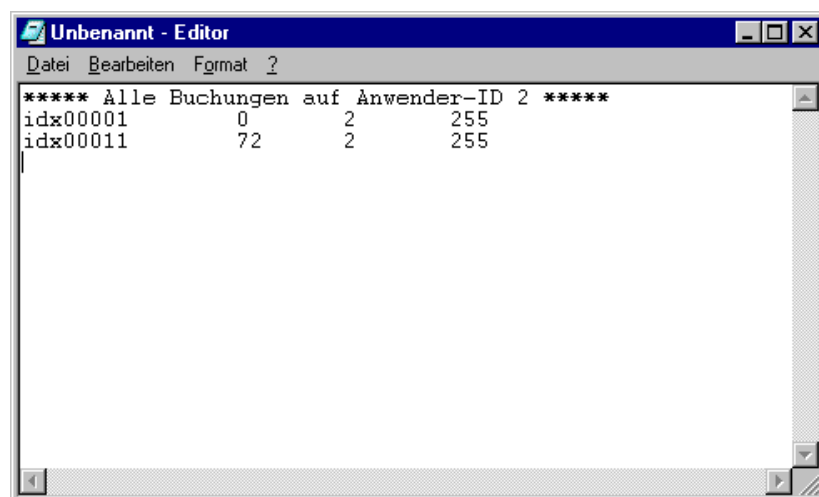 Unbenannt - Editor
Datei Bearbeiten Format ?
***** Alle Buchungen auf Anwender-ID 2 *****
idx00001 0 2 255
idx00011 72 2 255